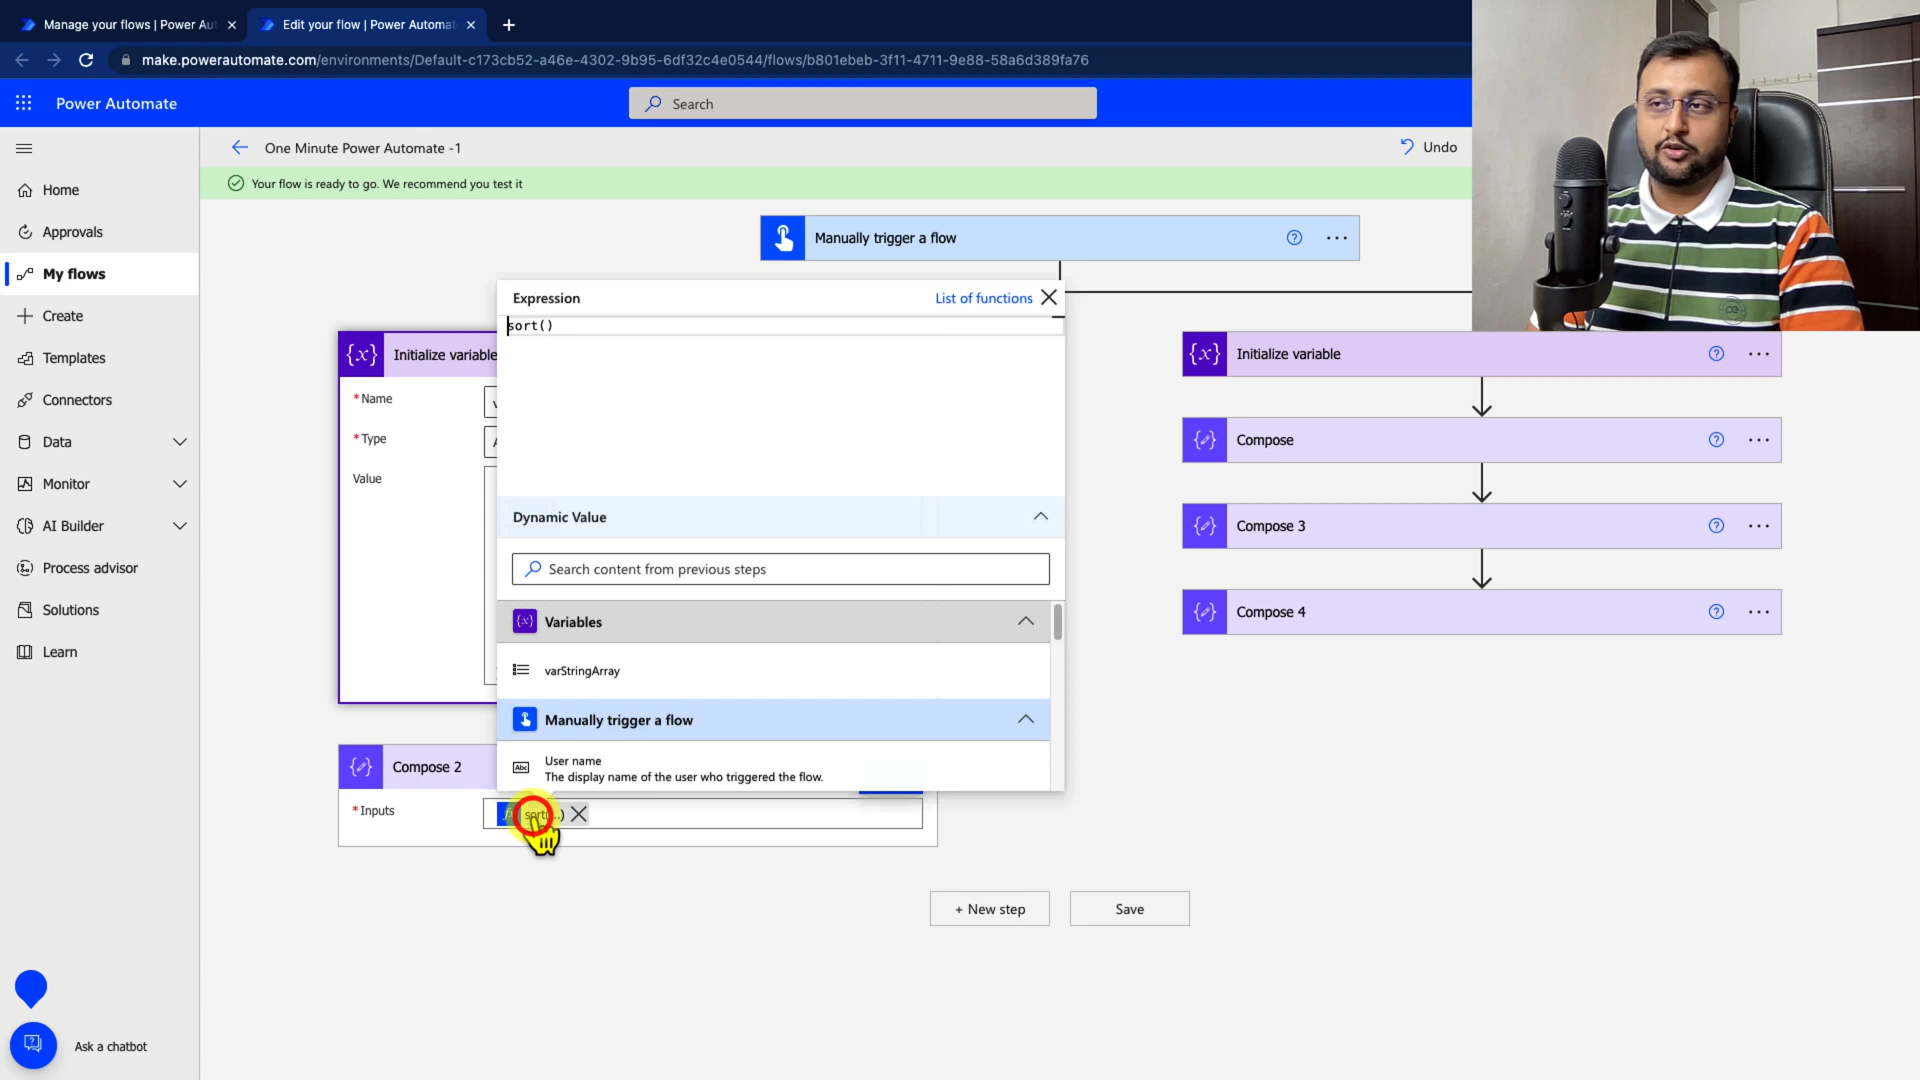 Manage your flows | Power Au
Edit your flow | Power Automa
make.powerautomate.com/environments/Default-c173cb52-a46e-4302-9b95-6df32c4e0544/flows/b801ebeb-3f11-4711-9e88-58a6d389fa76
Power Automate
Search
One Minute Power Automate -1
Undo
Your flow is ready to go. We recommend you test it
Home
Approvals
My flows
Create
Templates
Connectors
Data
Monitor
AI Builder
Process advisor
Solutions
Learn
Ask a chatbot
Manually trigger a flow
Expression
List of functions
sort()
Dynamic Value
Search content from previous steps
{x} Variables
varStringArray
Manually trigger a flow
Abc
User name
The display name of the user who triggered the flow.
{x} Initialize variable
* Name
* Type
Value
Compose 2
* Inputs
{x} Initialize variable
Compose
Compose 3
Compose 4
+ New step
Save